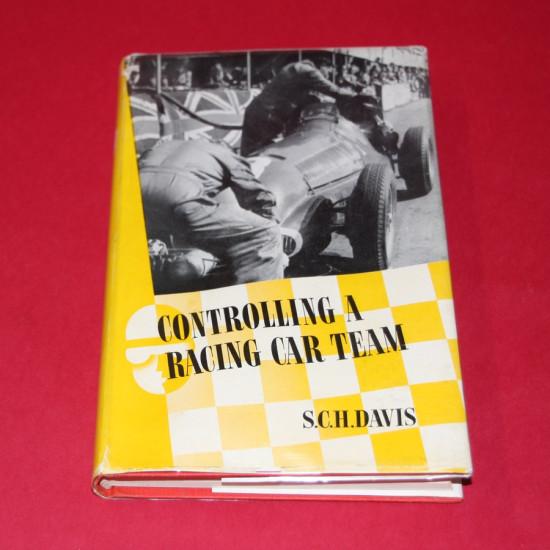 CONTROLLING A
RACING CAR TEAM
S.C.H.DAVIS